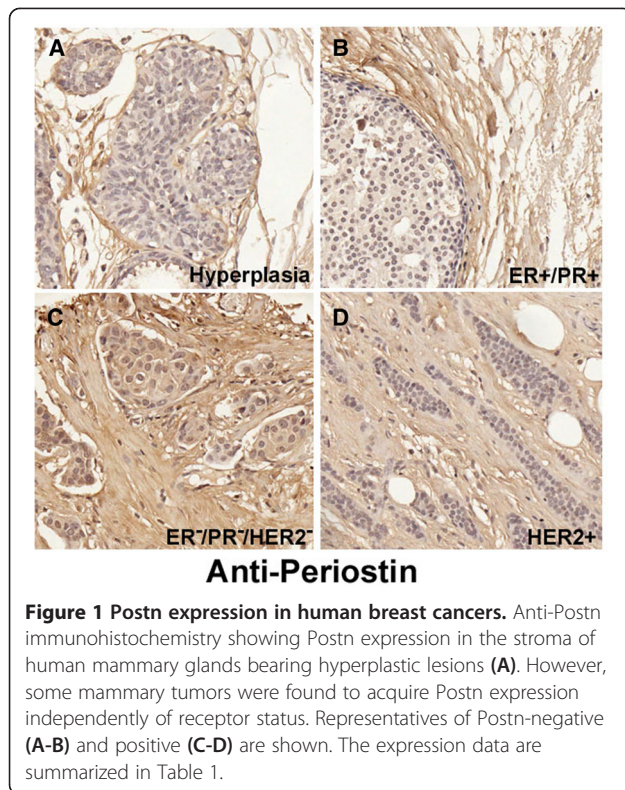 A
B
Hyperplasia
ER+/PR+
C
D
ER⁻/PR⁻/HER2⁻
HER2+
Anti-Periostin
Figure 1 Postn expression in human breast cancers. Anti-Postn
immunohistochemistry showing Postn expression in the stroma of
human mammary glands bearing hyperplastic lesions (A). However,
some mammary tumors were found to acquire Postn expression
independently of receptor status. Representatives of Postn-negative
(A-B) and positive (C-D) are shown. The expression data are
summarized in Table 1.